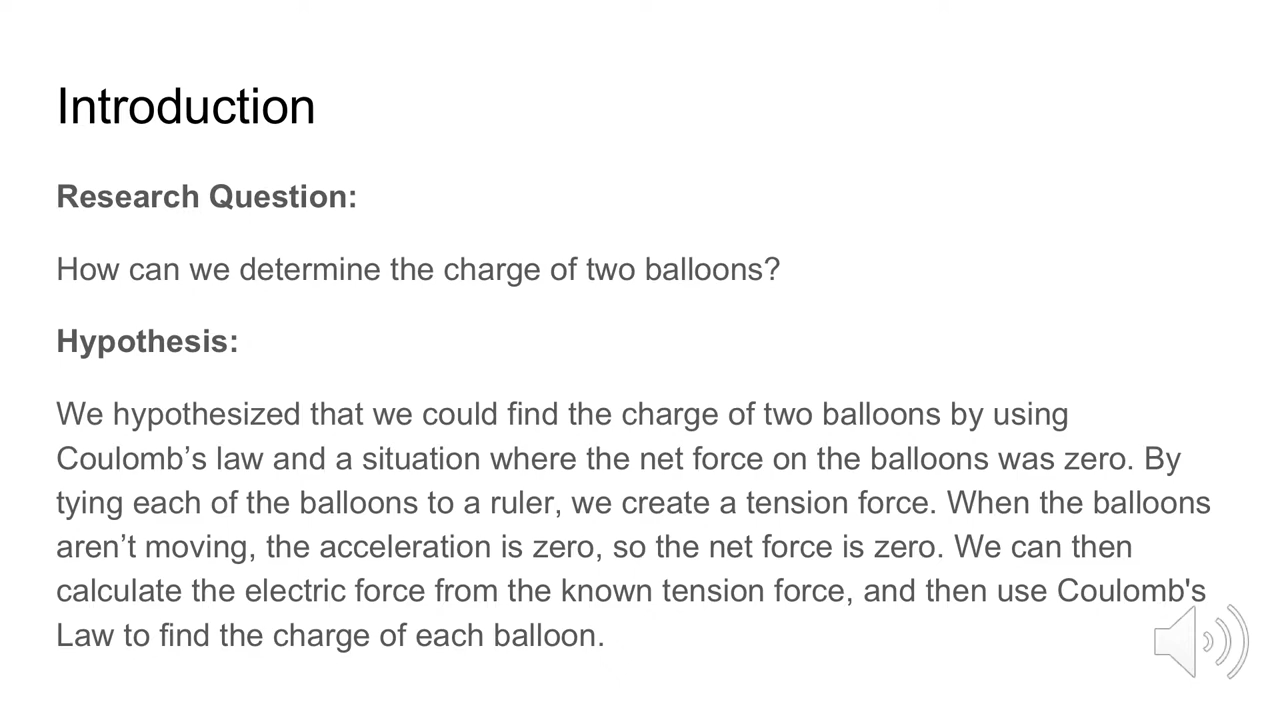 Introduction
Research Question:
How can we determine the charge of two balloons?
Hypothesis:
We hypothesized that we could find the charge of two balloons by using
Coulomb’s law and a situation where the net force on the balloons was zero. By
tying each of the balloons to a ruler, we create a tension force. When the balloons
aren’t moving, the acceleration is zero, so the net force is zero. We can then
calculate the electric force from the known tension force, and then use Coulomb's
Law to find the charge of each balloon.